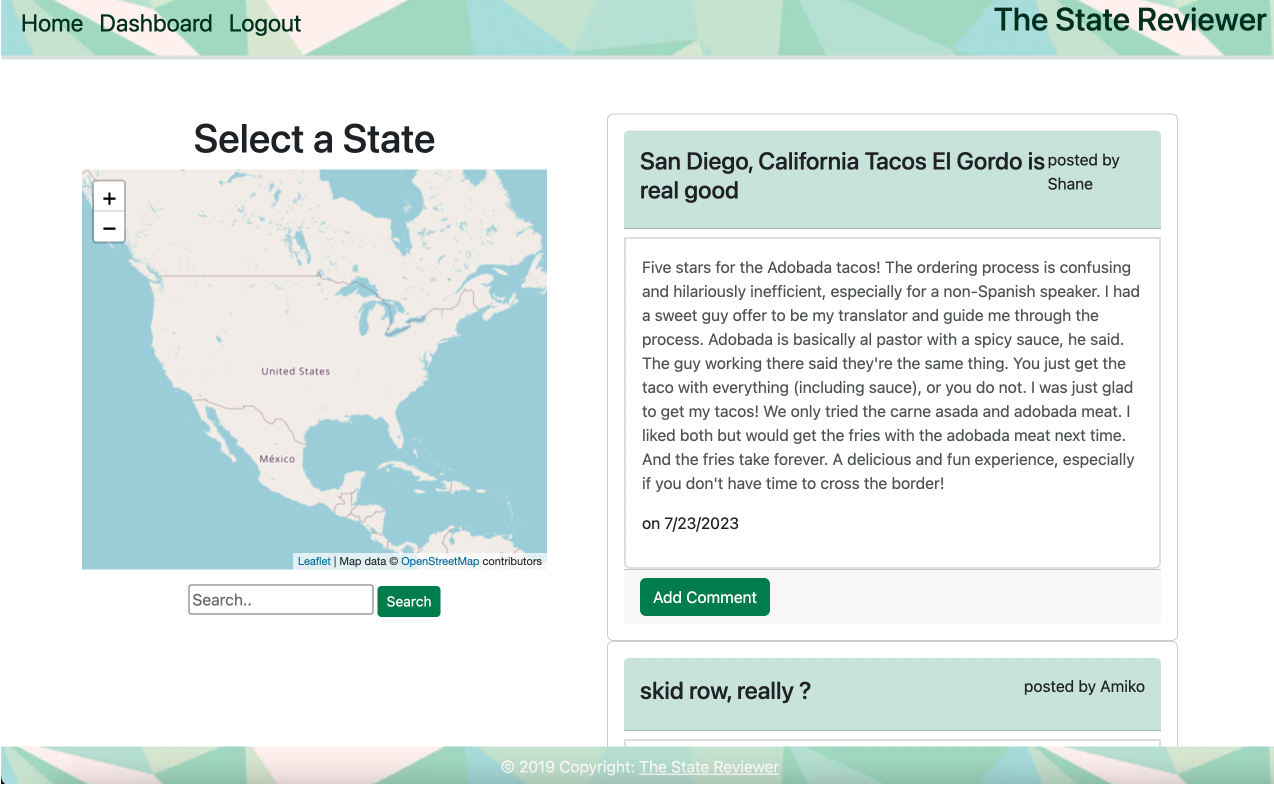 Home Dashboard Logout
The State Reviewer
Select a State
+
−
United States
México
Leaflet | Map data © OpenStreetMap contributors
Search..
Search
San Diego, California Tacos El Gordo is
real good
posted by
Shane
Five stars for the Adobada tacos! The ordering process is confusing
and hilariously inefficient, especially for a non-Spanish speaker. I had
a sweet guy offer to be my translator and guide me through the
process. Adobada is basically al pastor with a spicy sauce, he said.
The guy working there said they're the same thing. You just get the
taco with everything (including sauce), or you do not. I was just glad
to get my tacos! We only tried the carne asada and adobada meat. I
liked both but would get the fries with the adobada meat next time.
And the fries take forever. A delicious and fun experience, especially
if you don't have time to cross the border!
on 7/23/2023
Add Comment
skid row, really ?
posted by Amiko
© 2019 Copyright: The State Reviewer